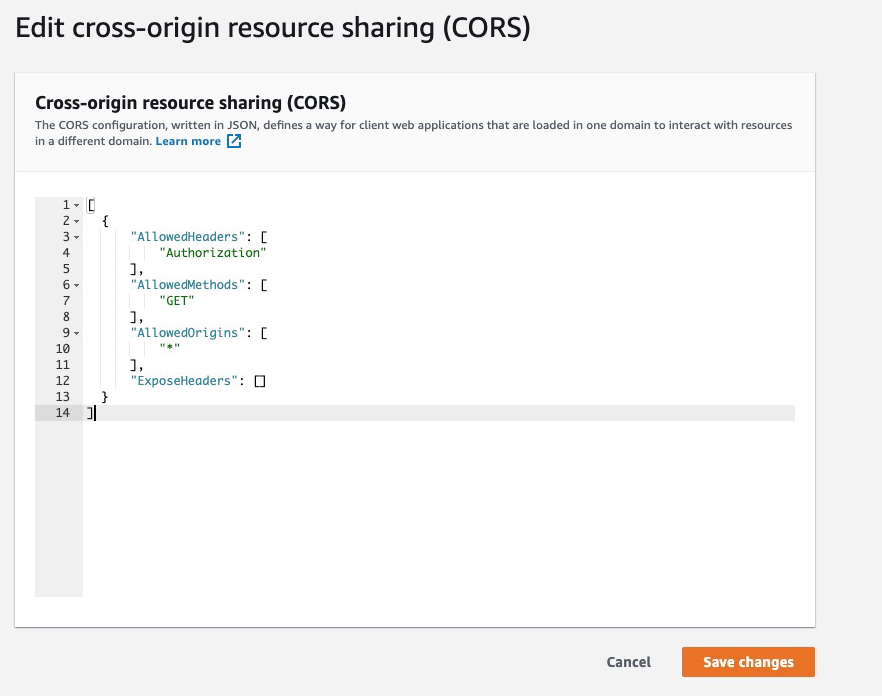 Edit cross-origin resource sharing (CORS)
Cross-origin resource sharing (CORS)
The CORS configuration, written in JSON, defines a way for client web applications that are loaded in one domain to interact with resources
in a different domain. Learn more
1 [
2 {
3 "AllowedHeaders": [
4 "Authorization"
5 ],
6 "AllowedMethods": [
7 "GET"
8 ],
9 "AllowedOrigins": [
10 "*"
11 ],
12 "ExposeHeaders": []
13 }
14 ]
Cancel Save changes